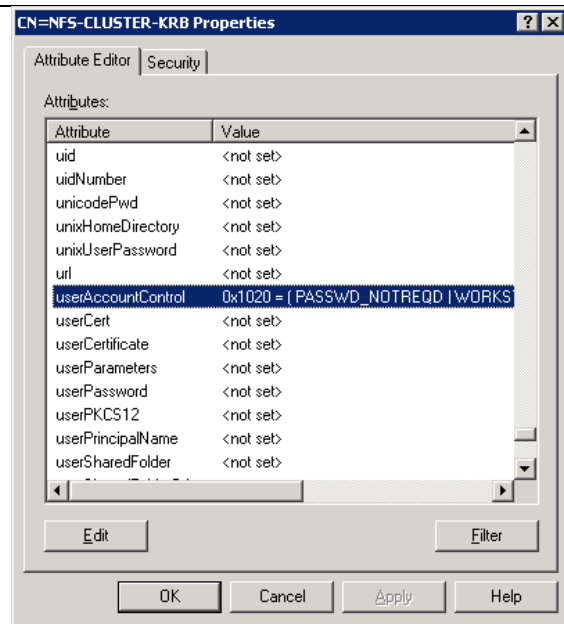 CN=NFS-CLUSTER-KRB Properties
Attribute Editor Security
Attributes:
Attribute Value
uid <not set>
uidNumber <not set>
unicodePwd <not set>
unixHomeDirectory <not set>
unixUserPassword <not set>
url <not set>
userAccountControl 0x1020 = ( PASSWD_NOTREQD | WORKS
userCert <not set>
userCertificate <not set>
userParameters <not set>
userPassword <not set>
userPKCS12 <not set>
userPrincipalName <not set>
userSharedFolder <not set>
Edit Filter
OK Cancel Apply Help